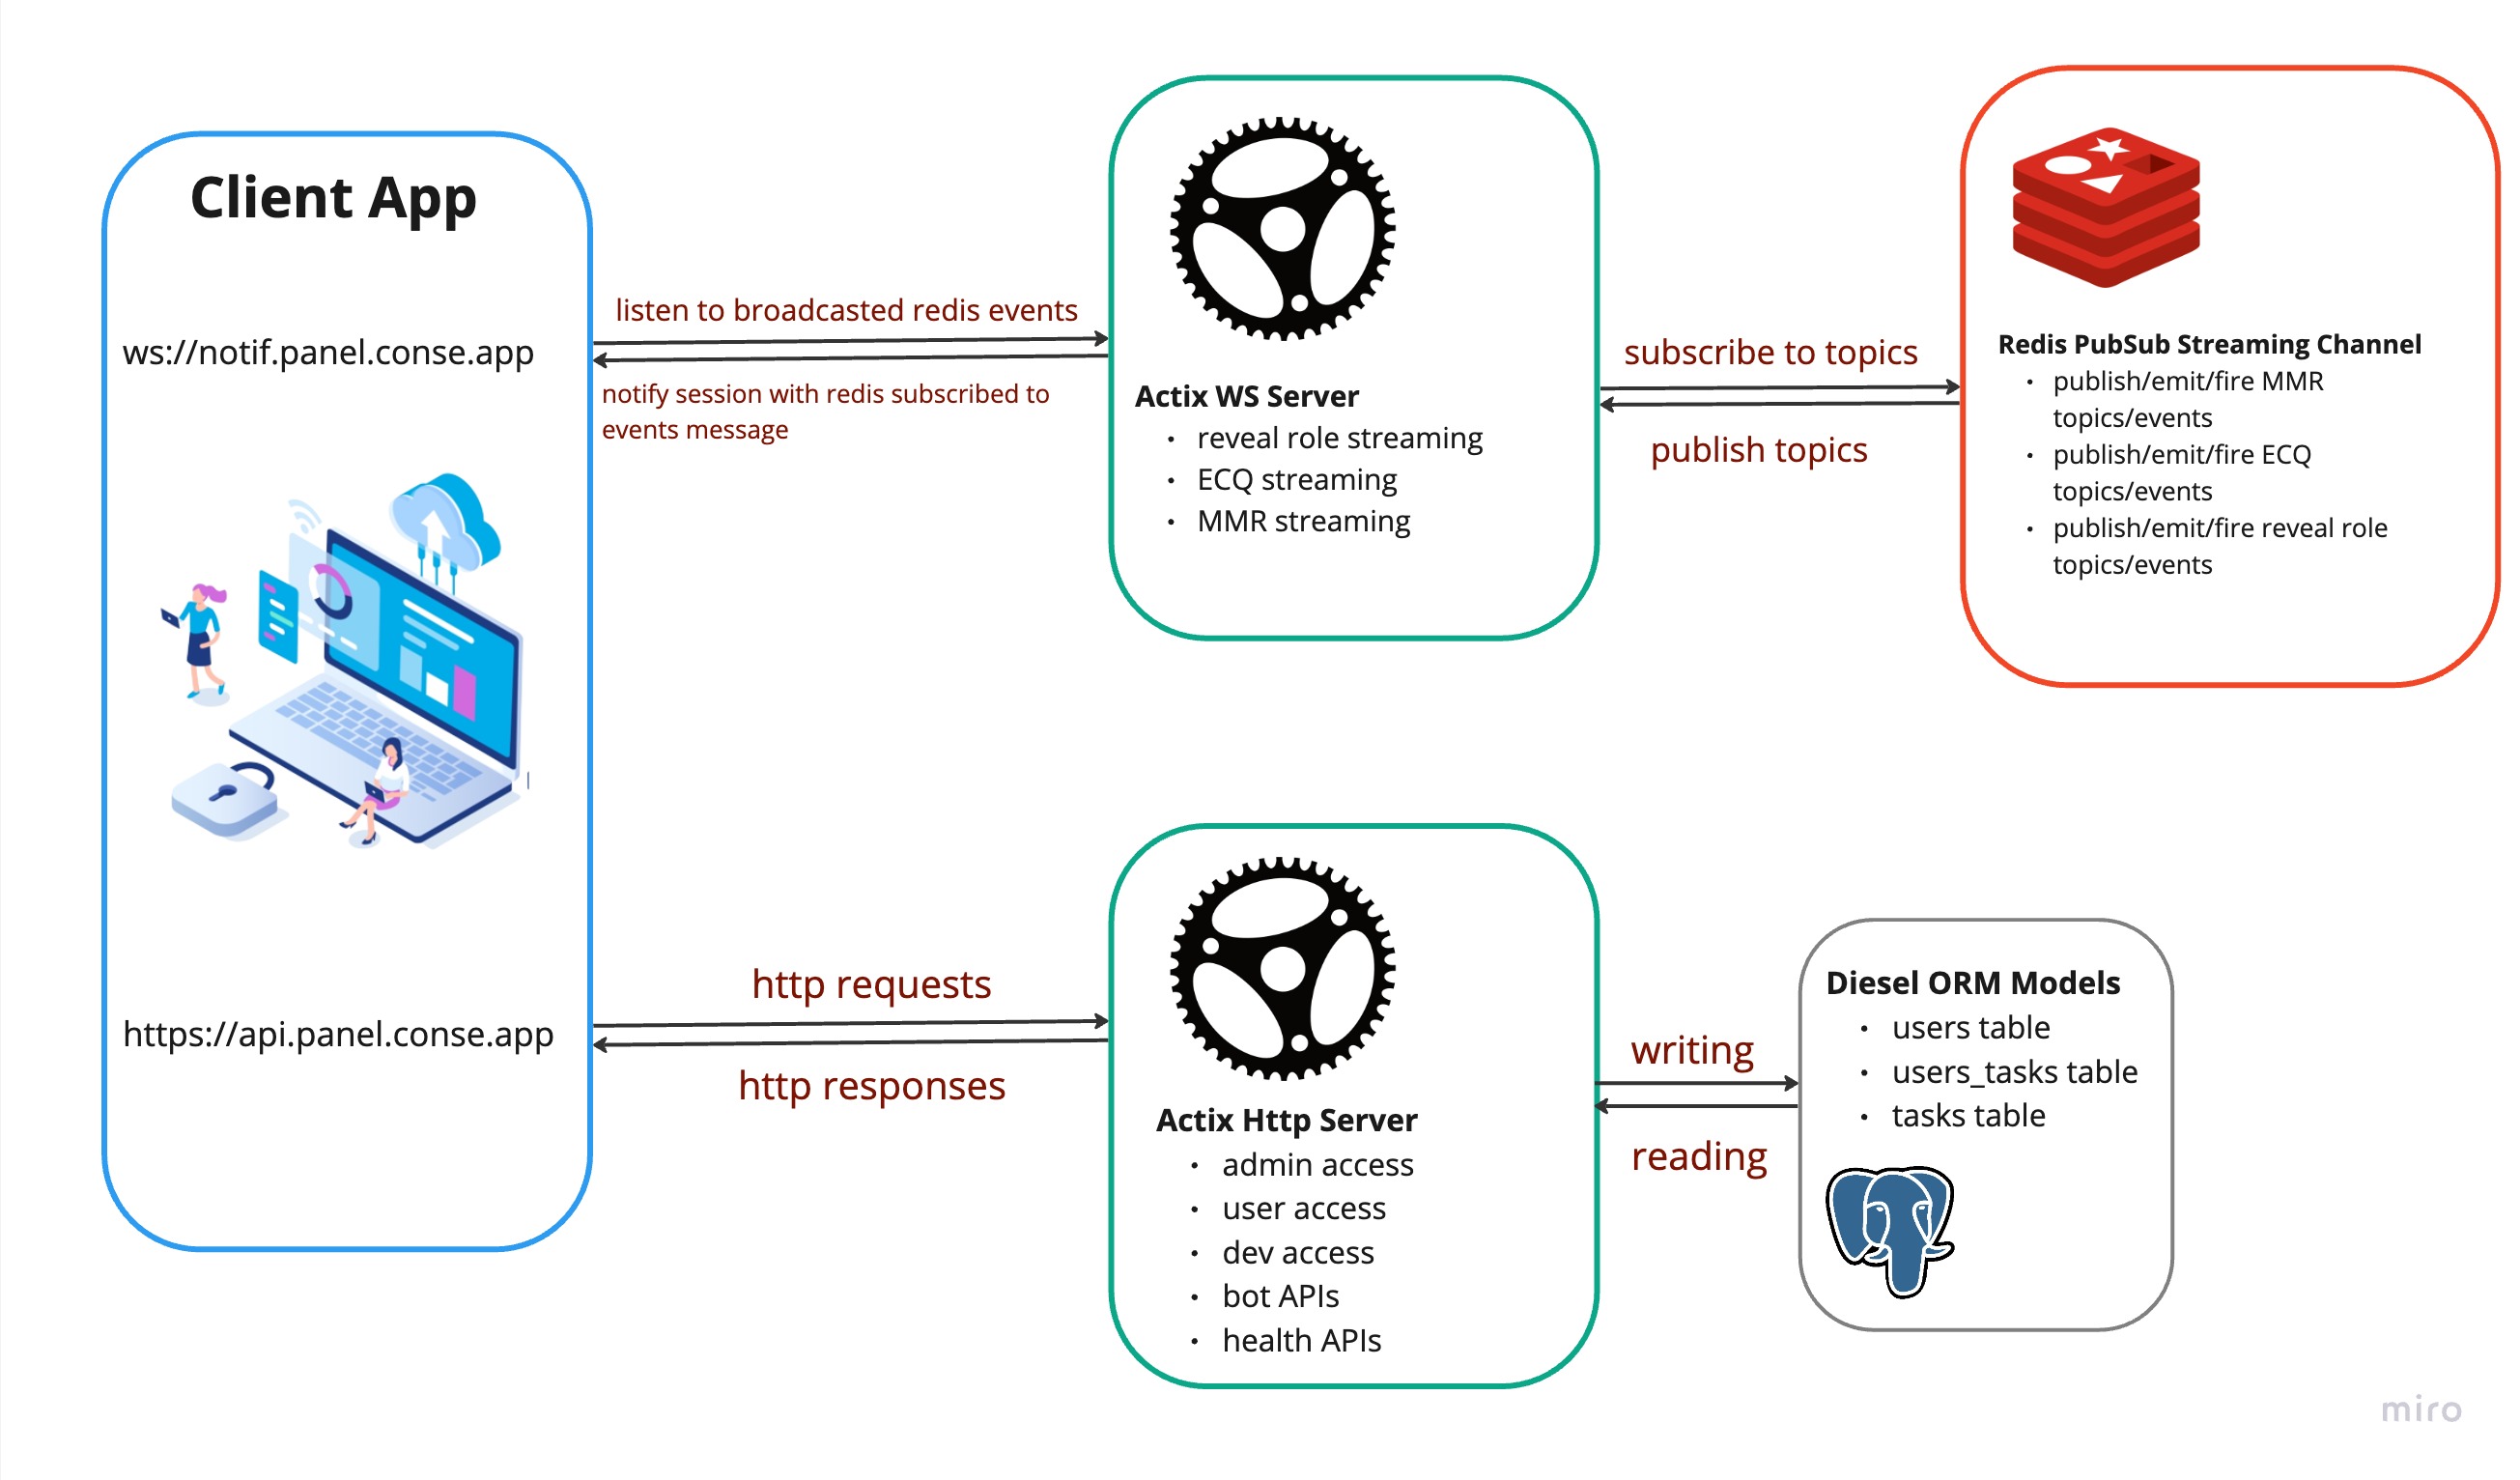 Client App
ws://notif.panel.conse.app
https://api.panel.conse.app
listen to broadcasted redis events
notify session with redis subscribed to
events message
Actix WS Server
• reveal role streaming
• ECQ streaming
• MMR streaming
subscribe to topics
publish topics
Redis PubSub Streaming Channel
• publish/emit/fire MMR
topics/events
• publish/emit/fire ECQ
topics/events
• publish/emit/fire reveal role
topics/events
http requests
http responses
Actix Http Server
• admin access
• user access
• dev access
• bot APIs
• health APIs
writing
reading
Diesel ORM Models
• users table
• users_tasks table
• tasks table
miro